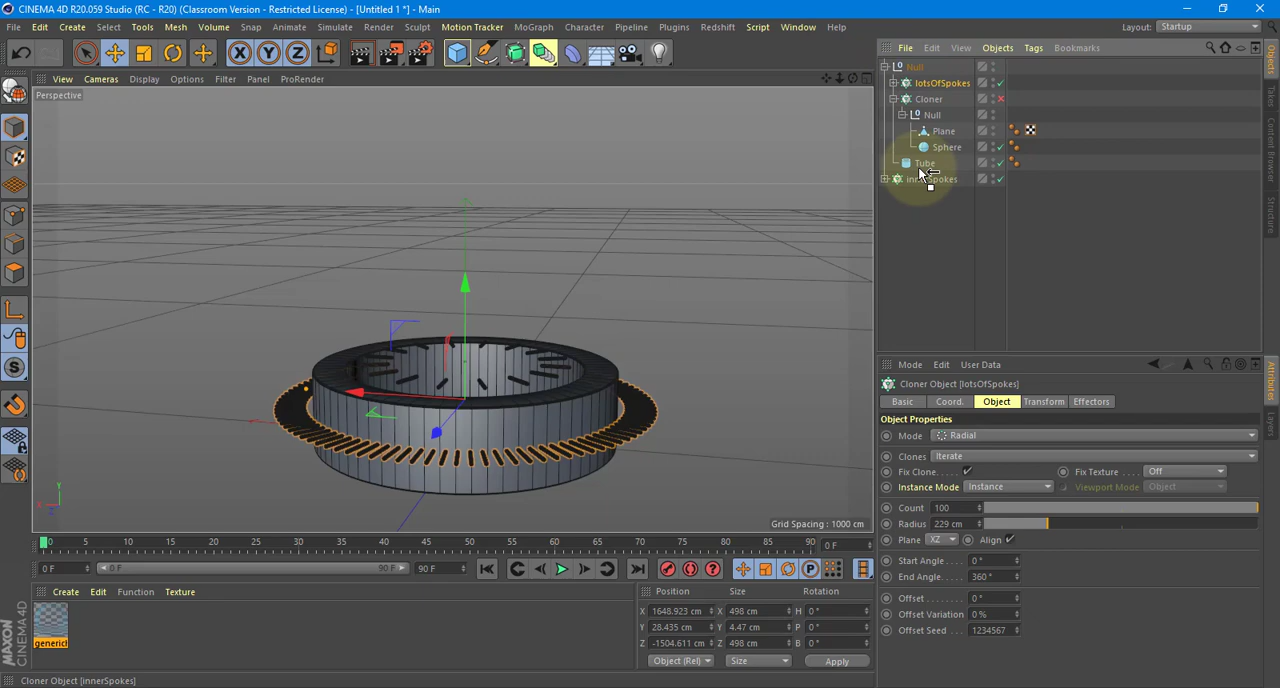 CINEMA 4D R20.059 Studio (RC - R20) (Classroom Version - Restricted License) - [Untitled 1 *] - Main
File Edit Create Select Tools Mesh Snap Animate Simulate Render Sculpt Motion Tracker MoGraph Character Pipeline Plugins Redshift Script Window Help Layout: Startup
Volume
X Y Z
File Edit View Objects Tags Bookmarks
View Cameras Display Options Filter Panel ProRender
Perspective
Null
lotsOfSpokes
Cloner
Null
Plane
Sphere
Tube
Objects
Takes
Content Browser
Structure
Attributes
Layers
Mode Edit User Data
Cloner Object [lotsOfSpokes]
Basic Coord. Object Transform Effectors
Object Properties
Mode Radial
Clones Iterate
Fix Clone Fix Texture Off
Instance Mode Instance Viewport Mode Object
Count 100
Radius 229 cm
Plane XZ Align
Start Angle 0 °
End Angle 360 °
Offset 0 °
Offset Variation 0 %
Offset Seed 1234567
Grid Spacing : 1000 cm
0 5 10 15 20 25 30 35 40 45 50 55 60 65 70 75 80 85 90 0 F
0 F 0 F 90 F 90 F
Create Edit Function Texture
Position Size Rotation
X 1648.923 cm X 498 cm H 0 °
Y 28.435 cm Y 4.47 cm P 0 °
Z -1504.611 cm Z 498 cm B 0 °
Object (Rel) Size Apply
MAXON CINEMA 4D
Cloner Object [innerSpokes]